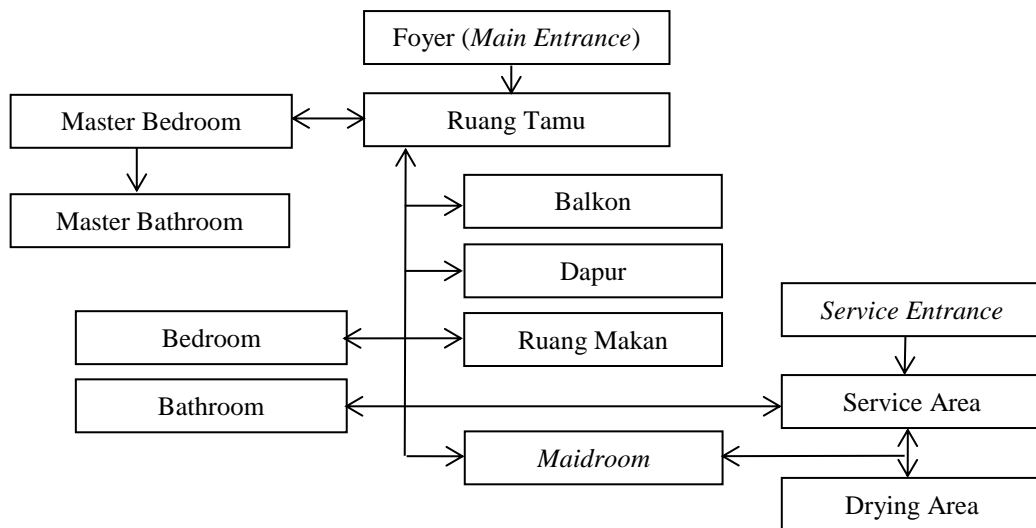 Foyer (Main Entrance)
Master Bedroom
Ruang Tamu
Master Bathroom
Balkon
Dapur
Service Entrance
Bedroom
Ruang Makan
Bathroom
Service Area
Maidroom
Drying Area